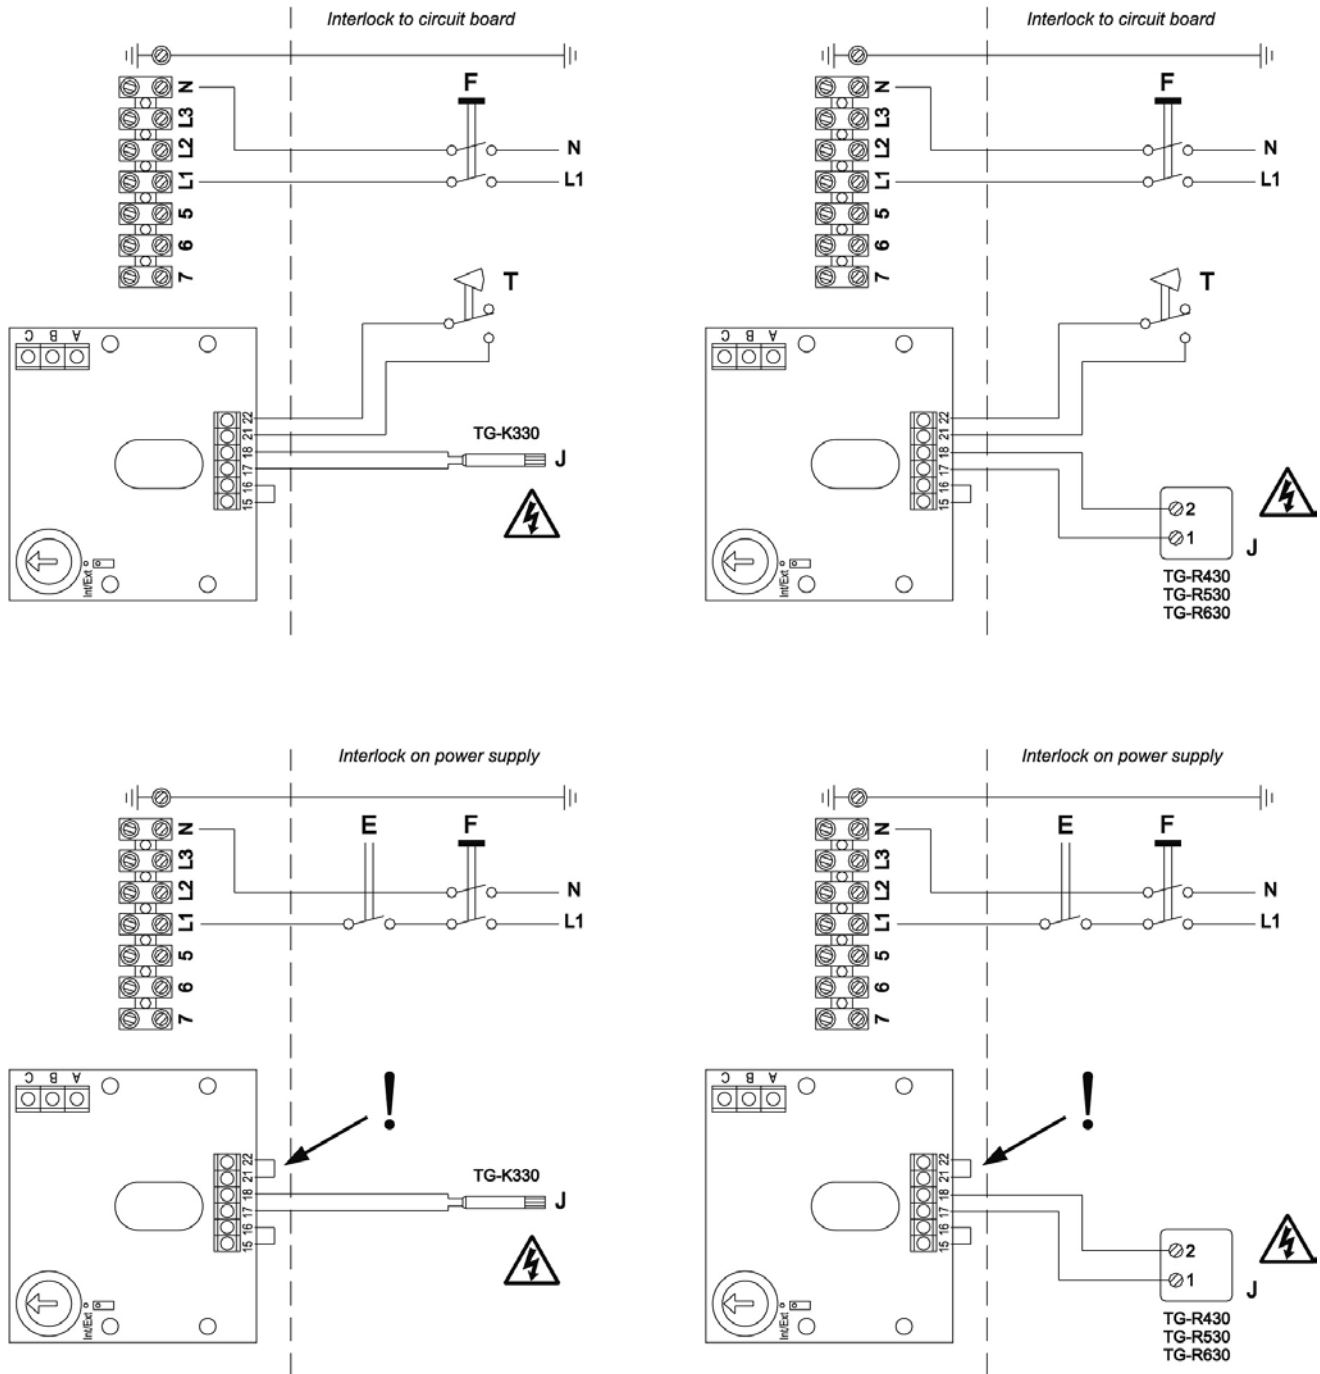 Interlock to circuit board
F
N
L3
L2
L1
5
6
7
N
L1
T
C B A
22
21
18
17
16
15
TG-K330
J
Int/Ext
Interlock to circuit board
F
N
L3
L2
L1
5
6
7
N
L1
T
C B A
22
21
18
17
16
15
2
1
J
Int/Ext
TG-R430
TG-R530
TG-R630
Interlock on power supply
E F
N
L3
L2
L1
5
6
7
N
L1
C B A
!
22
21
18
17
16
15
TG-K330
J
Int/Ext
Interlock on power supply
E F
N
L3
L2
L1
5
6
7
N
L1
C B A
!
22
21
18
17
16
15
2
1
J
Int/Ext
TG-R430
TG-R530
TG-R630